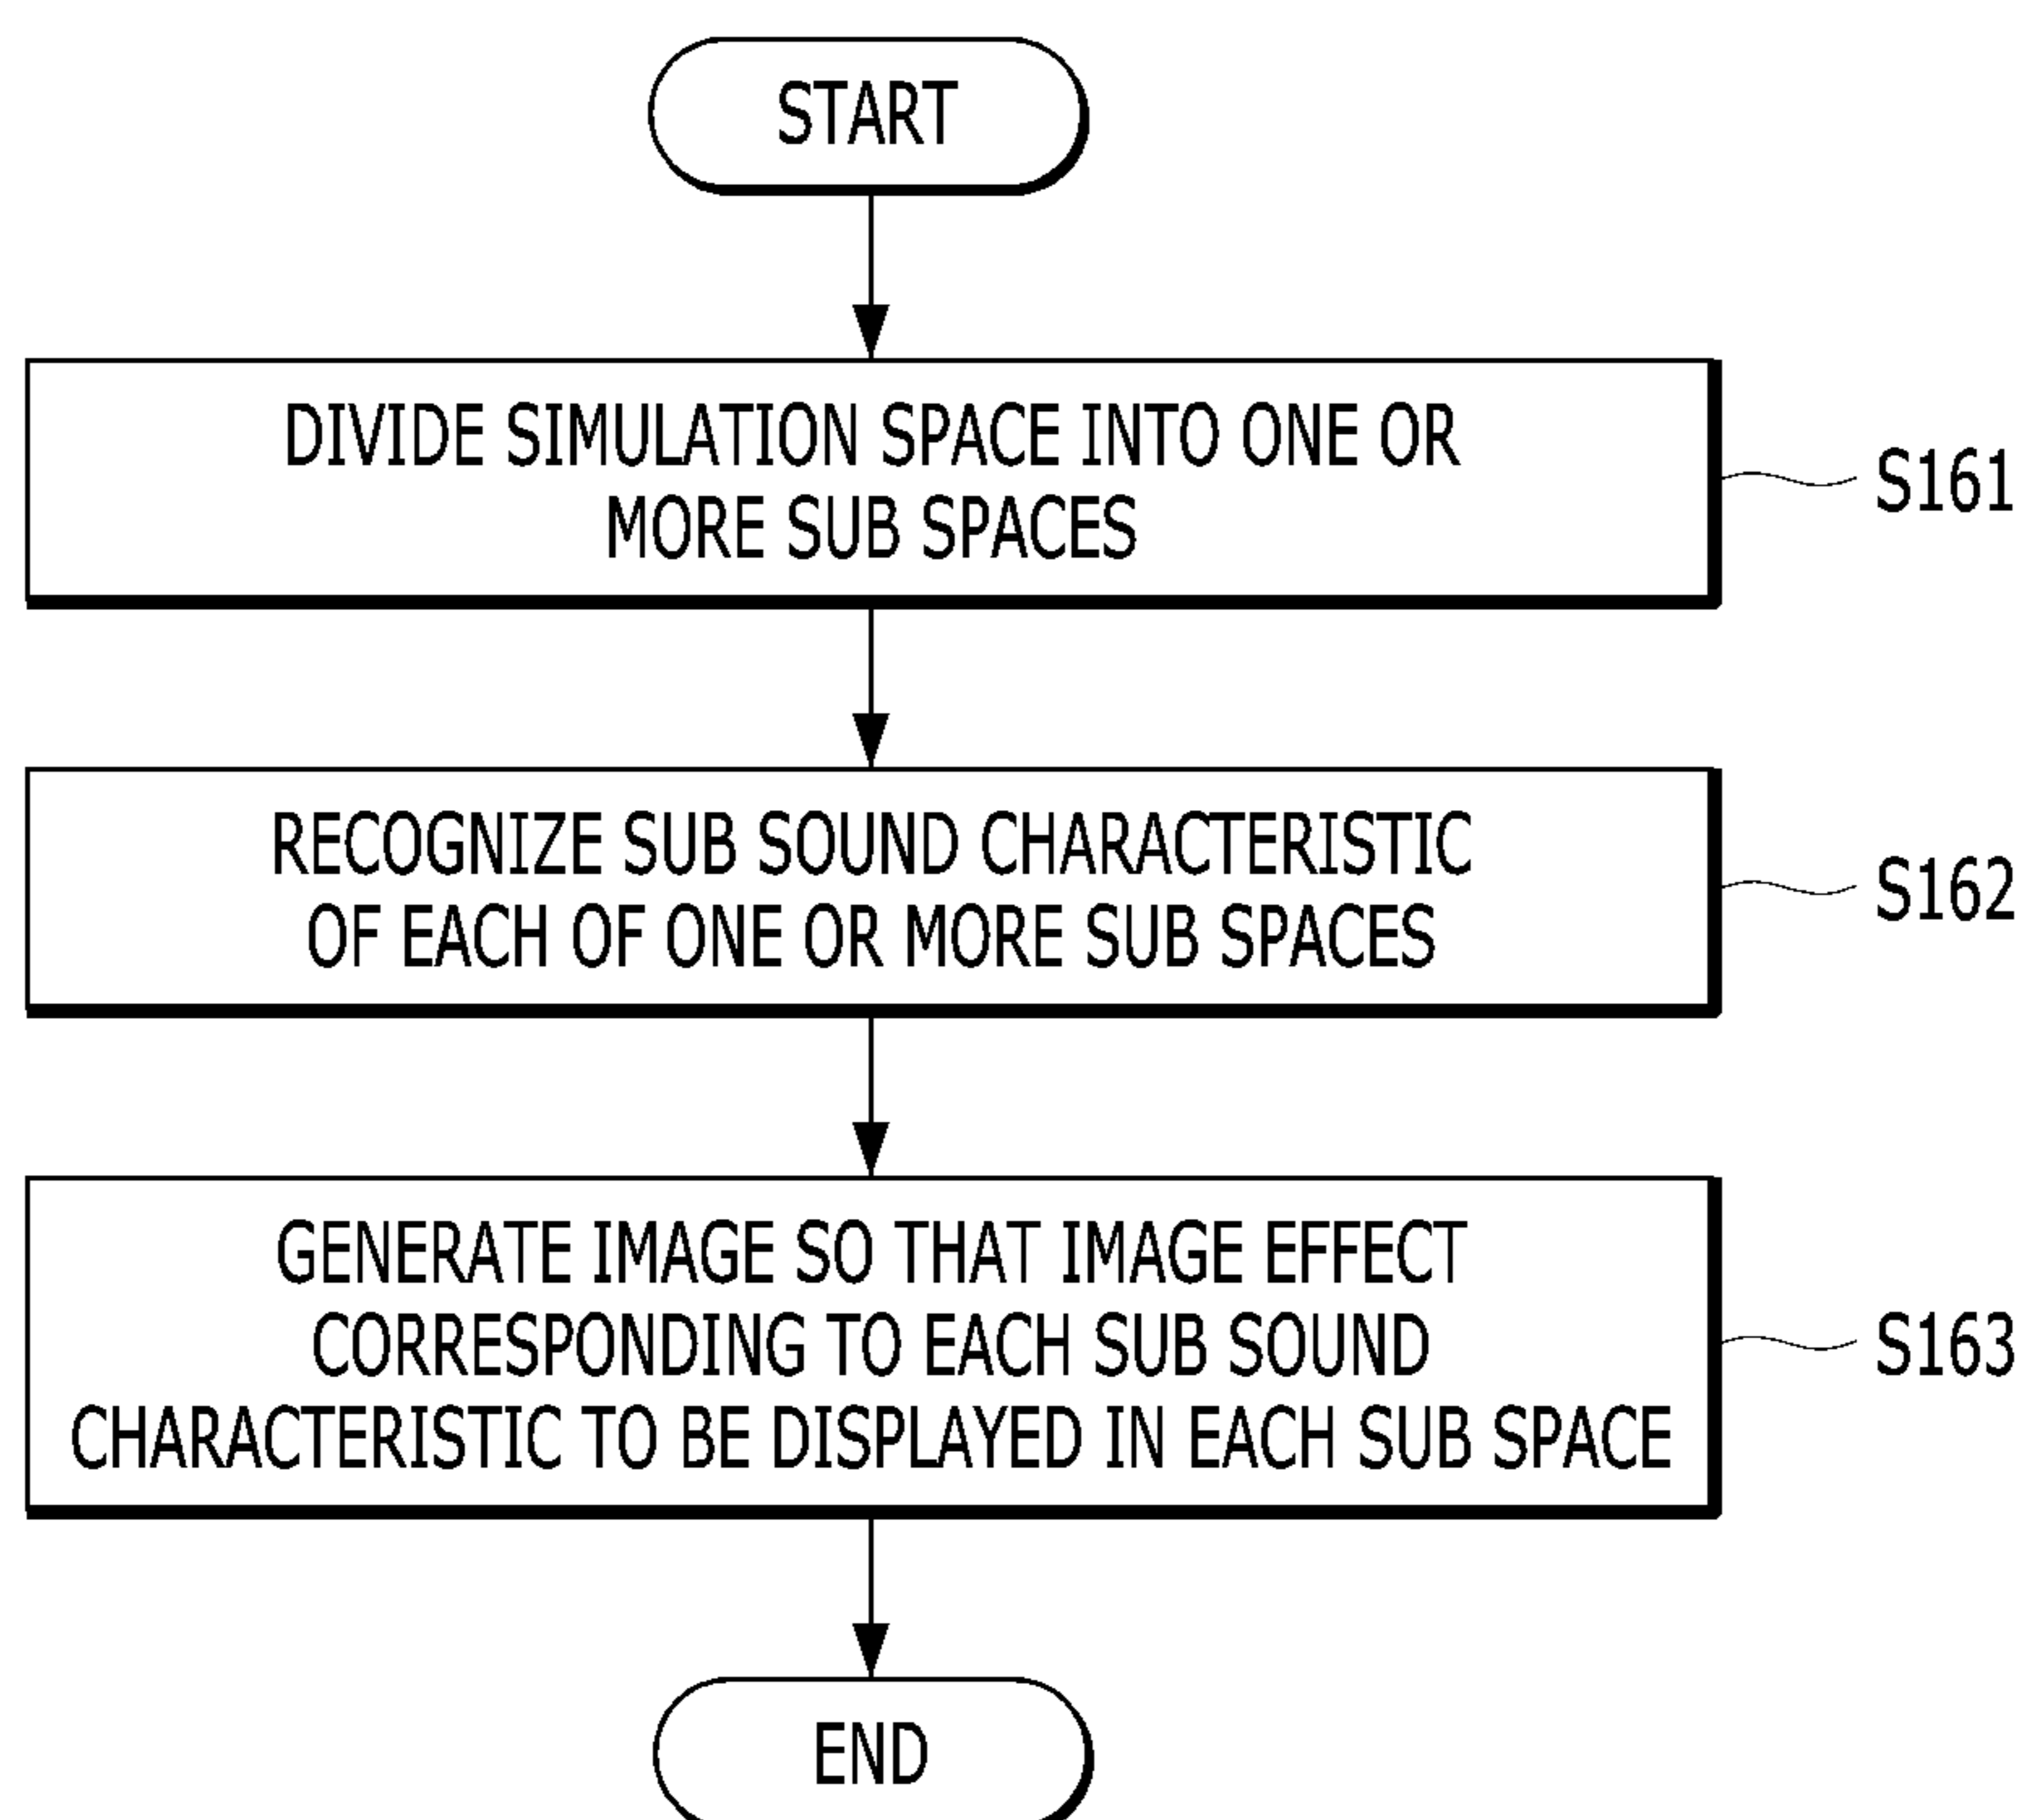 START
DIVIDE SIMULATION SPACE INTO ONE OR
MORE SUB SPACES
S161
RECOGNIZE SUB SOUND CHARACTERISTIC
OF EACH OF ONE OR MORE SUB SPACES
S162
GENERATE IMAGE SO THAT IMAGE EFFECT
CORRESPONDING TO EACH SUB SOUND
CHARACTERISTIC TO BE DISPLAYED IN EACH SUB SPACE
S163
END